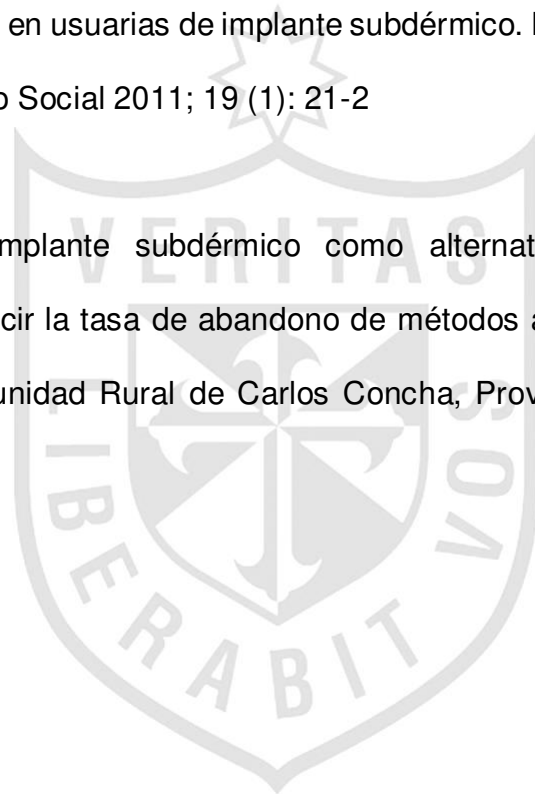 en usuarias de implante subdérmico.
o Social 2011; 19 (1): 21-2
mplante subdérmico como alternat
cir la tasa de abandono de métodos a
unidad Rural de Carlos Concha, Prov
VERITAS
LIBERABIT VOS